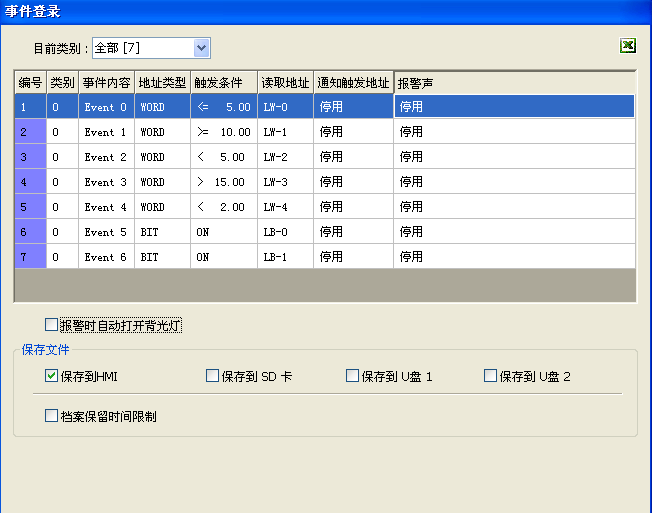 事件登录
目前类别： 全部 [7]
编号 类别 事件内容 地址类型 触发条件 读取地址 通知触发地址 报警声
1 0 Event 0 WORD <= 5.00 LW-0 停用 停用
2 0 Event 1 WORD >= 10.00 LW-1 停用 停用
3 0 Event 2 WORD < 5.00 LW-2 停用 停用
4 0 Event 3 WORD > 15.00 LW-3 停用 停用
5 0 Event 4 WORD < 2.00 LW-4 停用 停用
6 0 Event 5 BIT ON LB-0 停用 停用
7 0 Event 6 BIT ON LB-1 停用 停用
报警时自动打开背光灯
保存文件
保存到HMI 保存到 SD 卡 保存到 U盘 1 保存到 U盘 2
档案保留时间限制